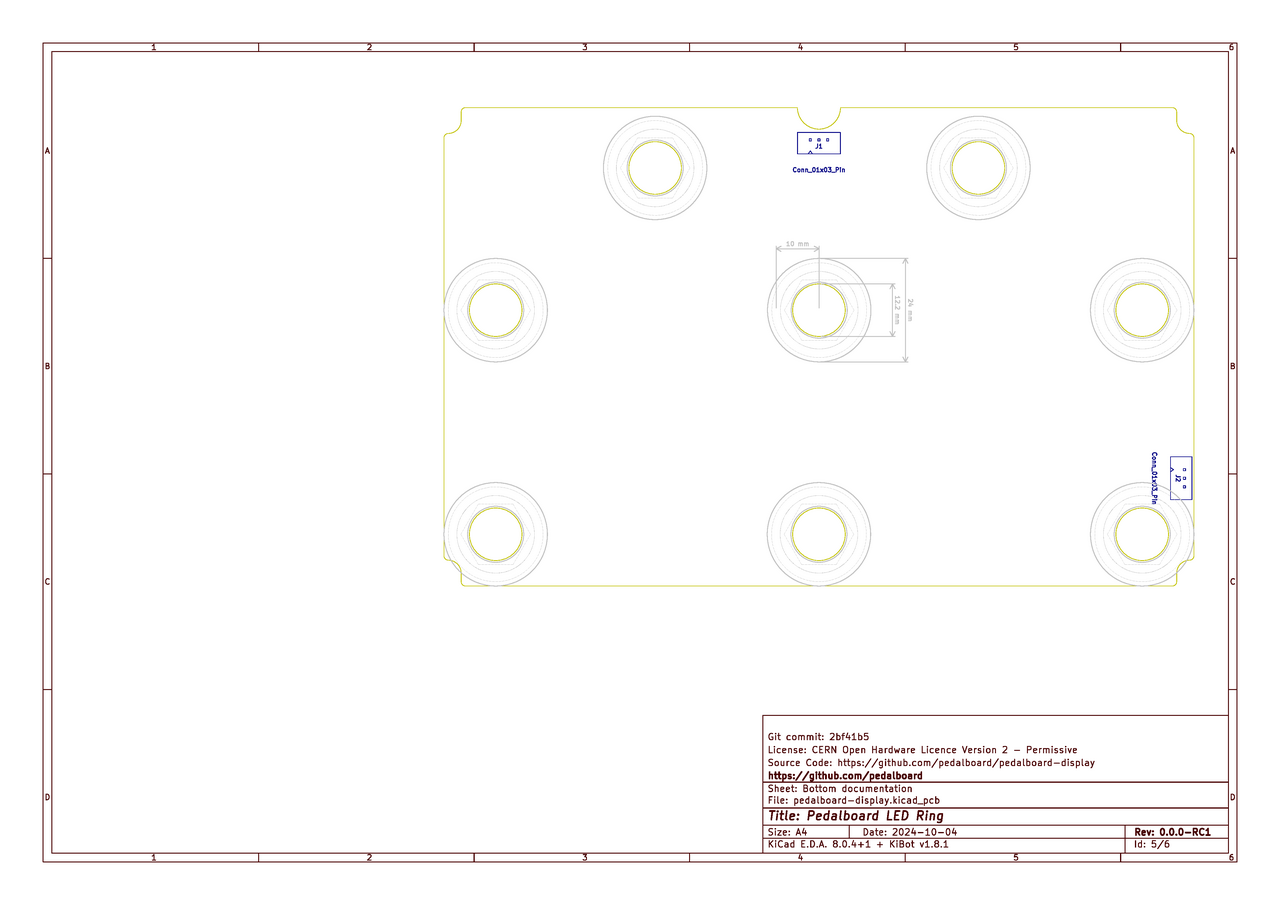 1 2 3 4 5 6
A A
J1
Conn_01x03_Pin
10 mm
12.2 mm
24 mm
B B
Conn_01x03_Pin
J2
C C
Git commit: 2bf41b5
License: CERN Open Hardware Licence Version 2 – Permissive
Source Code: https://github.com/pedalboard/pedalboard-display
https://github.com/pedalboard
Sheet: Bottom documentation
D D
File: pedalboard-display.kicad_pcb
Title: Pedalboard LED Ring
Size: A4 Date: 2024-10-04 Rev: 0.0.0-RC1
KiCad E.D.A. 8.0.4+1 + KiBot v1.8.1 Id: 5/6
1 2 3 4 5 6